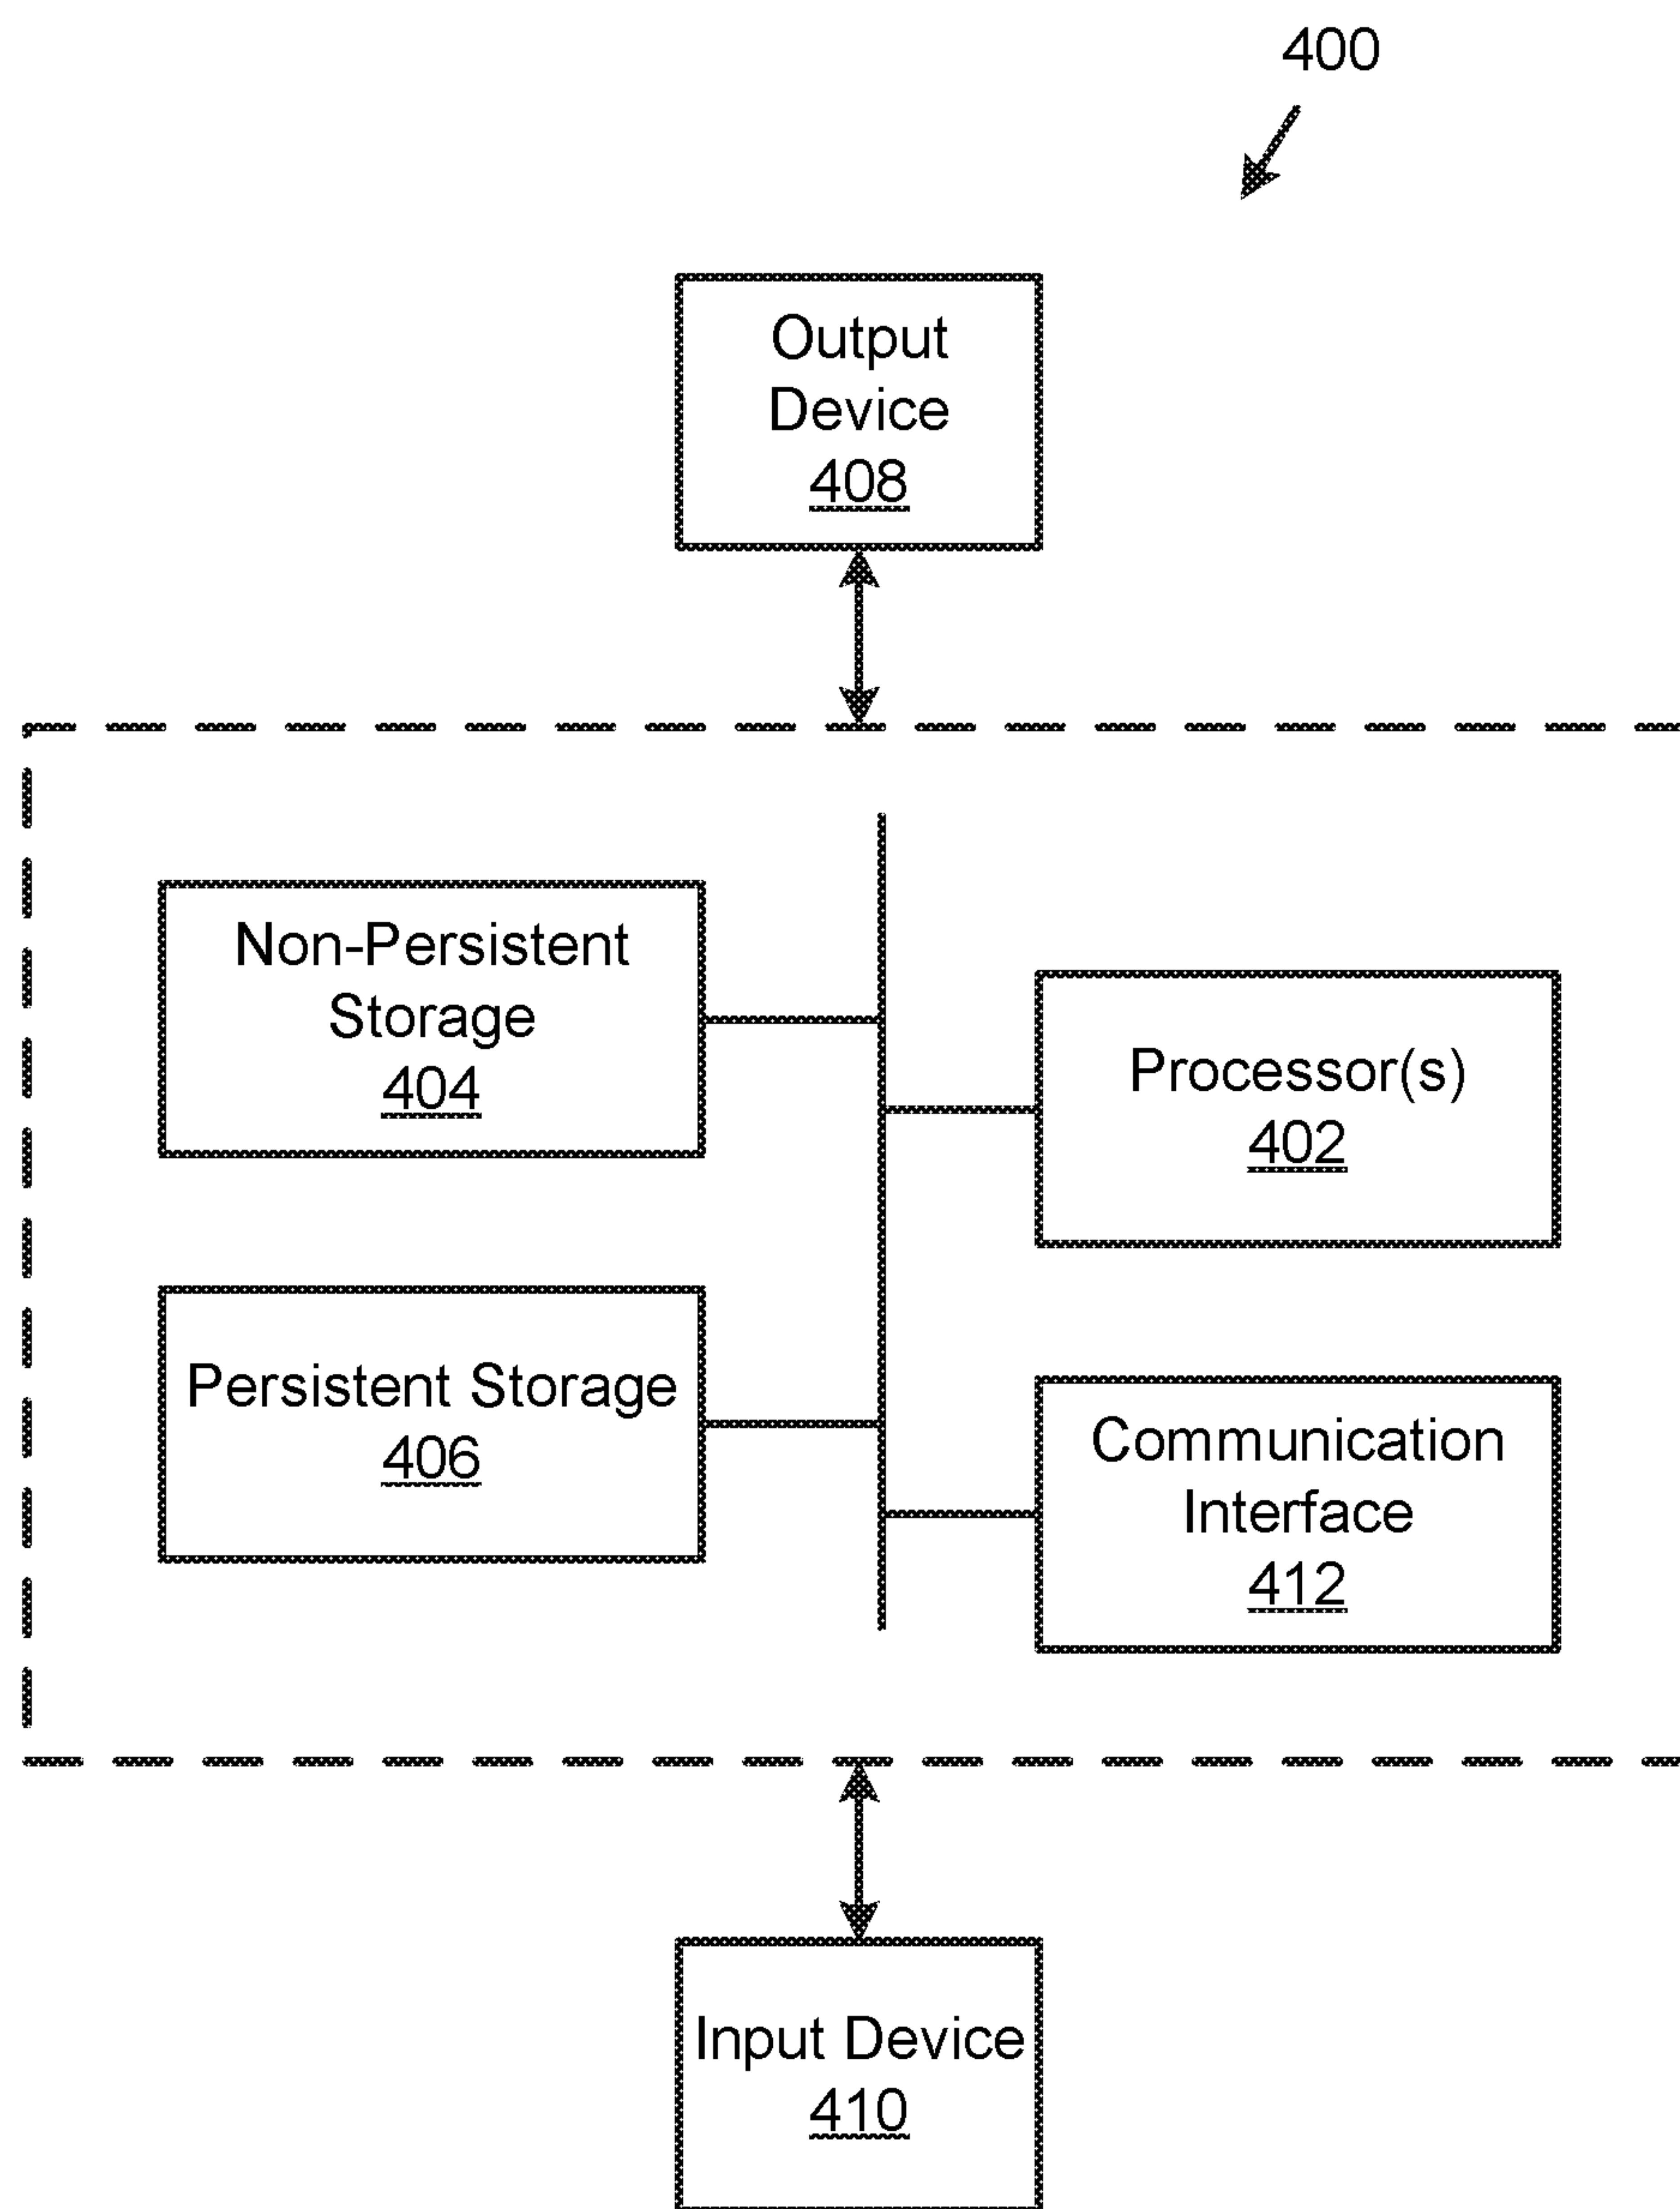 400
Output
Device
408
Non-Persistent
Storage
404
Processor(s)
402
Persistent Storage
406
Communication
Interface
412
Input Device
410